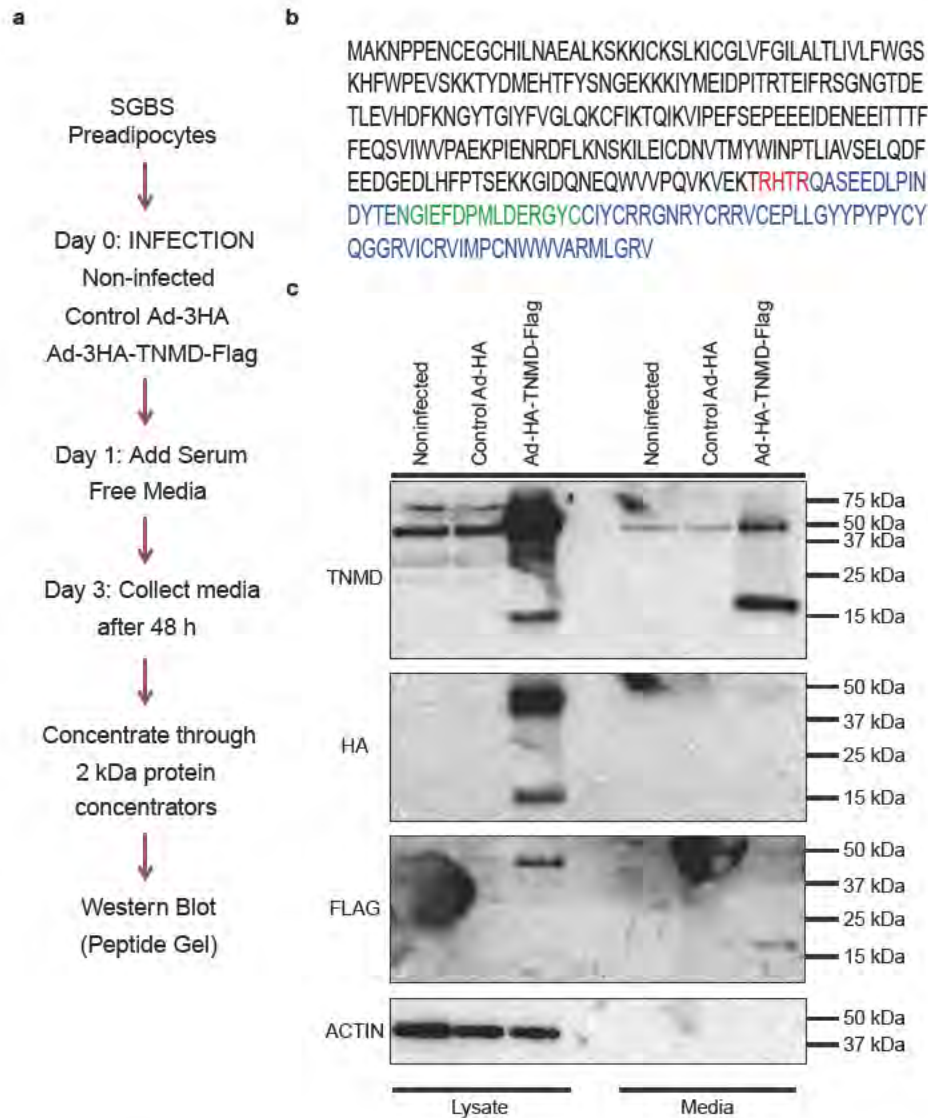 a
SGBS
Preadipocytes
Day 0: INFECTION
Non-infected
Control Ad-3HA
Ad-3HA-TNMD-Flag
Day 1: Add Serum
Free Media
Day 3: Collect media
after 48 h
Concentrate through
2 kDa protein
concentrators
Western Blot
(Peptide Gel)
b
MAKNPPENCEGCHILNAEALKSKKICKSLKICGLVFGILALTLIVLFWGS
KHFWPEVSKKTYDMEHTFYSNGEKKKIYMEIDPITRTEIFRSGNGTDE
TLEVHDFKNGYTGIYFVGLQKCFIKTQIKVIPEFSEPEEEIDENEEITTTF
FEQSVIWVPAEKPIENRDFLKNSKILEICDNVTMYWINPTLIAVSELQDF
EEDGEDLHFPTSEKKGIDQNEQWVVPQVKVEKTRHTRQASEEDLPIN
DYTENGIEFDPMLDERGYCCIYCRRGNRYCRRVCEPLLGYYPYPYCY
QGGRVICRVIMPCNWWVARMLGRV
c
Noninfected
Control Ad-HA
Ad-HA-TNMD-Flag
Noninfected
Control Ad-HA
Ad-HA-TNMD-Flag
TNMD
75 kDa
50 kDa
37 kDa
25 kDa
15 kDa
HA
50 kDa
37 kDa
25 kDa
15 kDa
FLAG
50 kDa
37 kDa
25 kDa
15 kDa
ACTIN
50 kDa
37 kDa
Lysate
Media